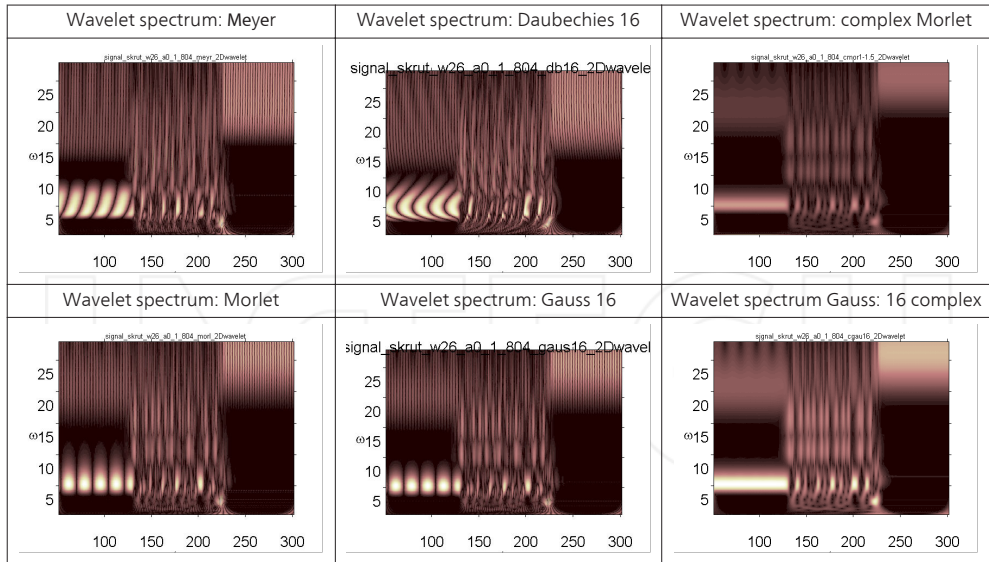 Wavelet spectrum: Meyer
Wavelet spectrum: Daubechies 16
Wavelet spectrum: complex Morlet
signal_skrut_w26_a0_1_804_meyr_2Dwavelet
signal_skrut_w26_a0_1_804_db16_2Dwavele
signal_skrut_w26_a0_1_804_cmor1-1.5_2Dwavelet
25
20
ω15
10
5
100 150 200 250 300
25
20
ω15
10
5
100 150 200 250 300
25
20
ω15
10
5
100 150 200 250 300
Wavelet spectrum: Morlet
Wavelet spectrum: Gauss 16
Wavelet spectrum Gauss: 16 complex
signal_skrut_w26_a0_1_804_morl_2Dwavelet
signal_skrut_w26_a0_1_804_gaus16_2Dwavel
signal_skrut_w26_a0_1_804_cgau16_2Dwavelet
25
20
ω15
10
5
100 150 200 250 300
25
20
ω15
10
5
100 150 200 250 300
25
20
ω15
10
5
100 150 200 250 300